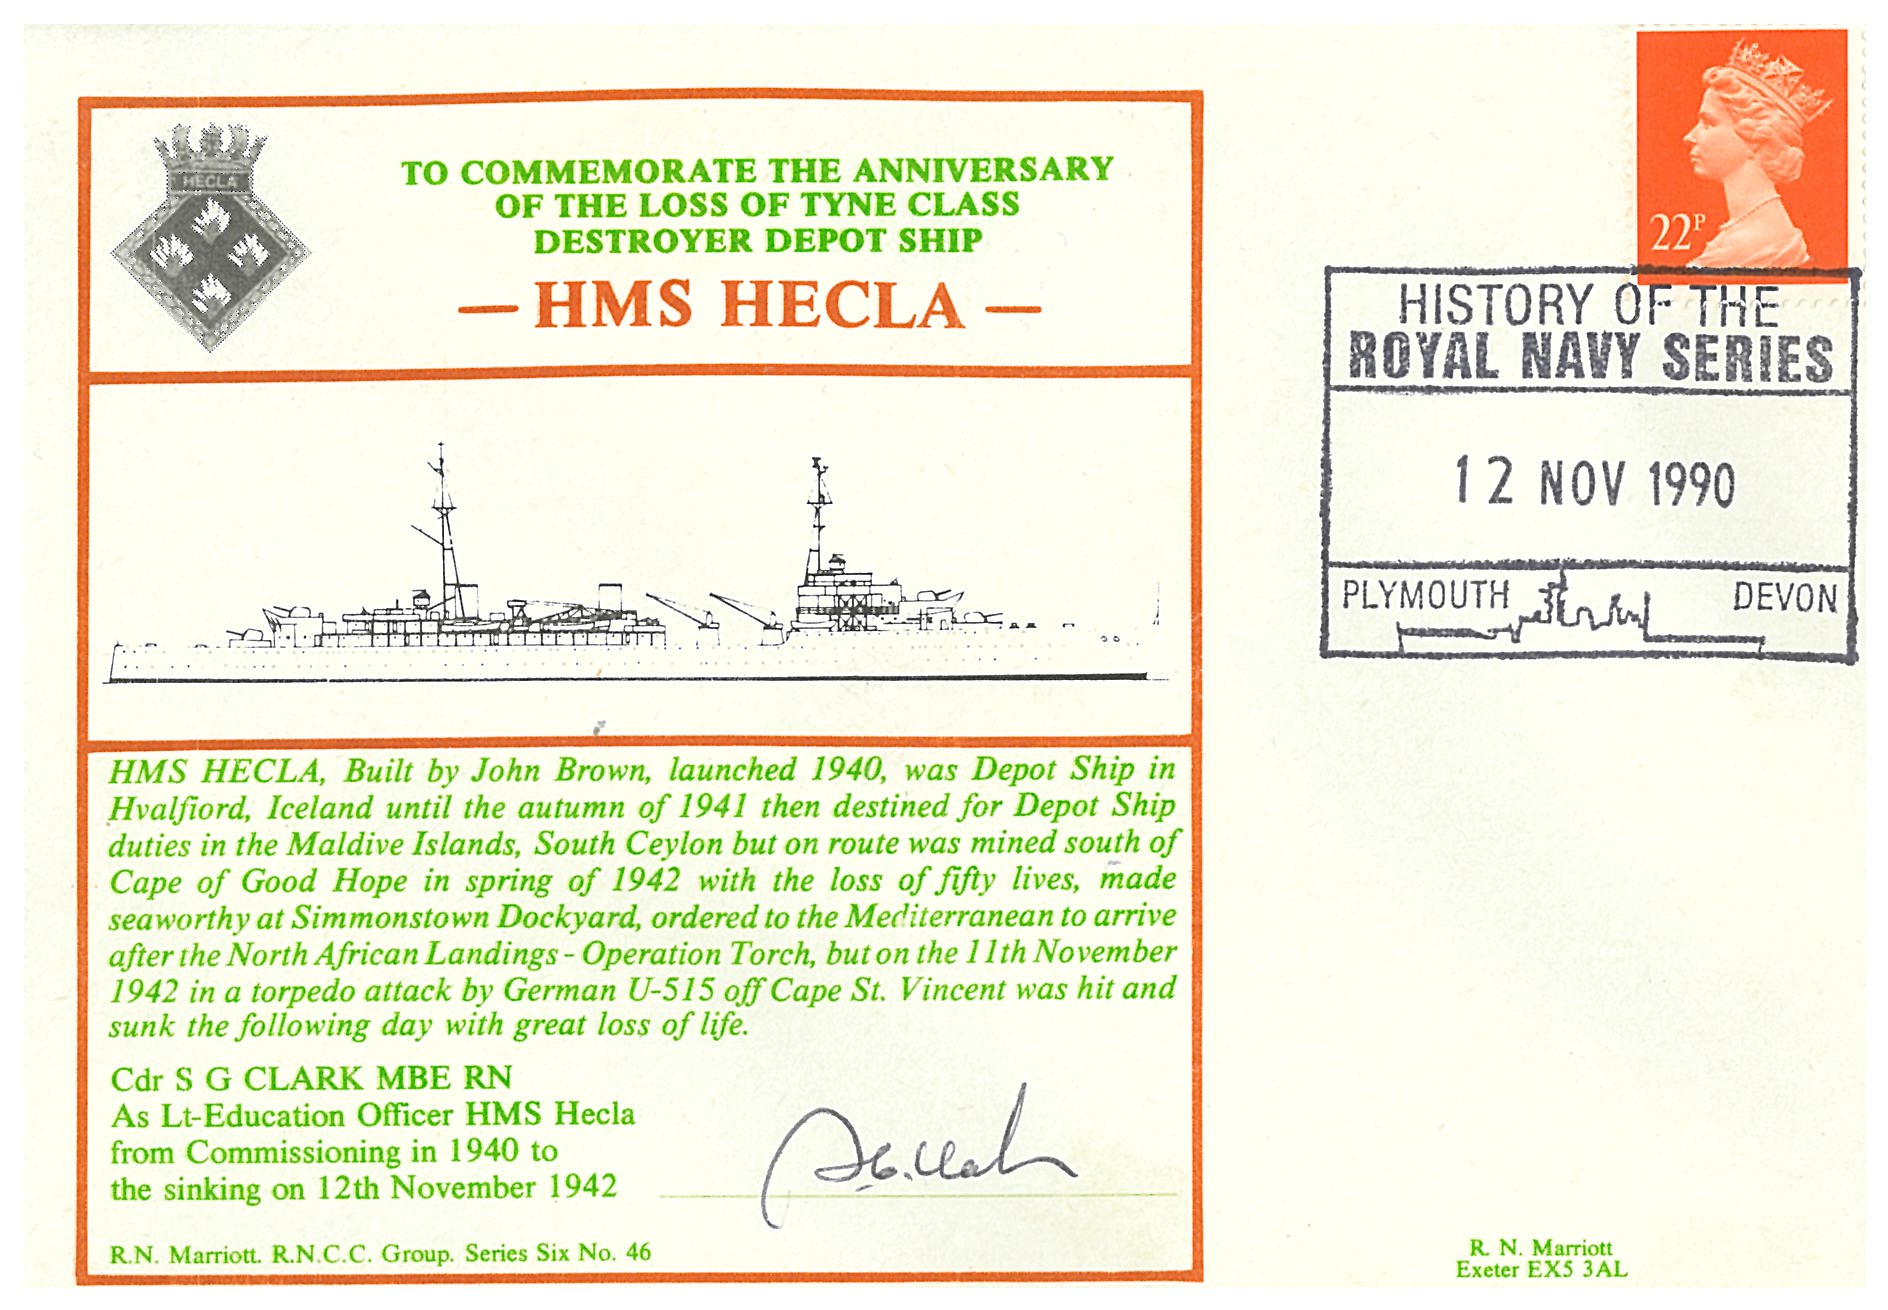 HECLA
TO COMMEMORATE THE ANNIVERSARY
OF THE LOSS OF TYNE CLASS
DESTROYER DEPOT SHIP
— HMS HECLA —
22P
HISTORY OF THE
ROYAL NAVY SERIES
12 NOV 1990
PLYMOUTH DEVON
HMS HECLA, Built by John Brown, launched 1940, was Depot Ship in
Hvalfiord, Iceland until the autumn of 1941 then destined for Depot Ship
duties in the Maldive Islands, South Ceylon but on route was mined south of
Cape of Good Hope in spring of 1942 with the loss of fifty lives, made
seaworthy at Simmonstown Dockyard, ordered to the Mediterranean to arrive
after the North African Landings - Operation Torch, but on the 11th November
1942 in a torpedo attack by German U-515 off Cape St. Vincent was hit and
sunk the following day with great loss of life.
Cdr S G CLARK MBE RN
As Lt-Education Officer HMS Hecla
from Commissioning in 1940 to
the sinking on 12th November 1942
R.N. Marriott. R.N.C.C. Group. Series Six No. 46
R. N. Marriott
Exeter EX5 3AL